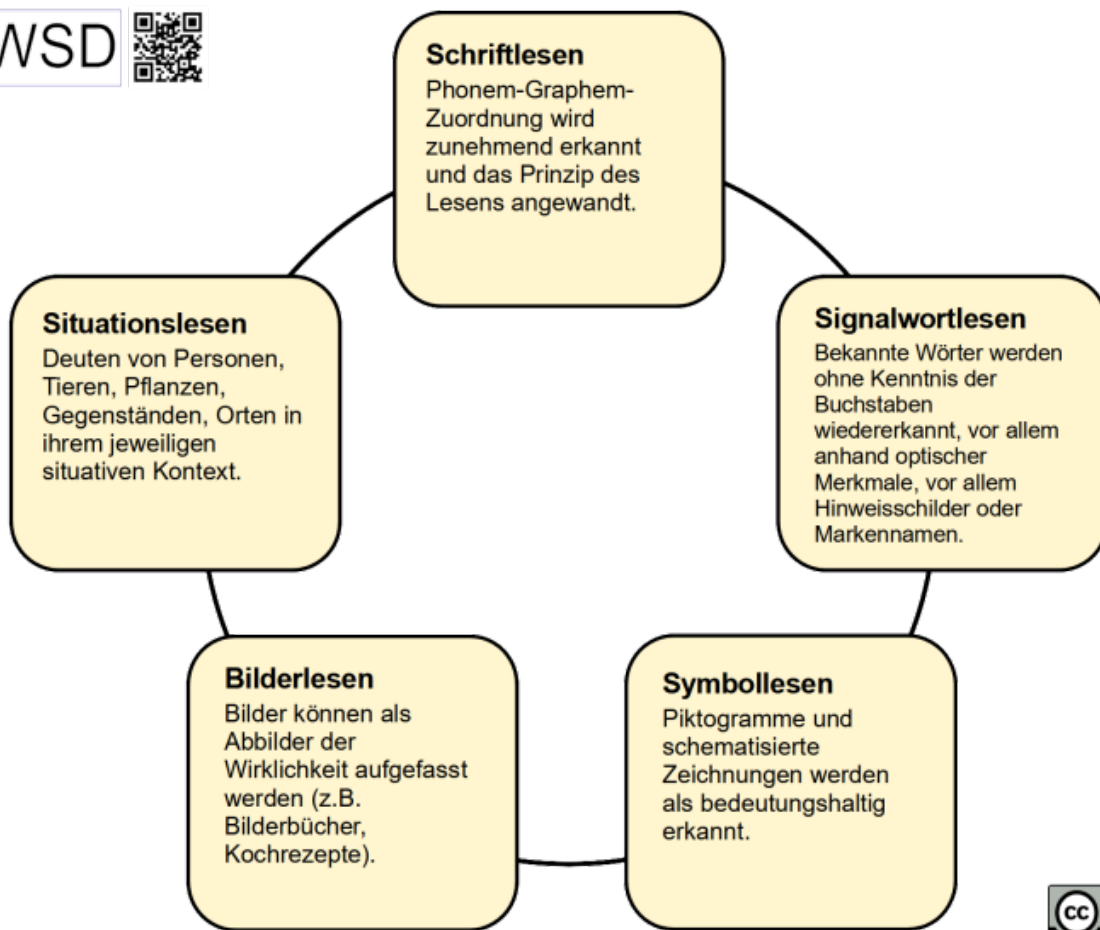 WSD
Schriftlesen
Phonem-Graphem-
Zuordnung wird
zunehmend erkannt
und das Prinzip des
Lesens angewandt.
Situationslesen
Deuten von Personen,
Tieren, Pflanzen,
Gegenständen, Orten in
ihrem jeweiligen
situativen Kontext.
Signalwortlesen
Bekannte Wörter werden
ohne Kenntnis der
Buchstaben
wiedererkannt, vor allem
anhand optischer
Merkmale, vor allem
Hinweisschilder oder
Markennamen.
Bilderlesen
Bilder können als
Abbilder der
Wirklichkeit aufgefasst
werden (z.B.
Bilderbücher,
Kochrezepte).
Symbollesen
Piktogramme und
schematisierte
Zeichnungen werden
als bedeutungshaltig
erkannt.
cc